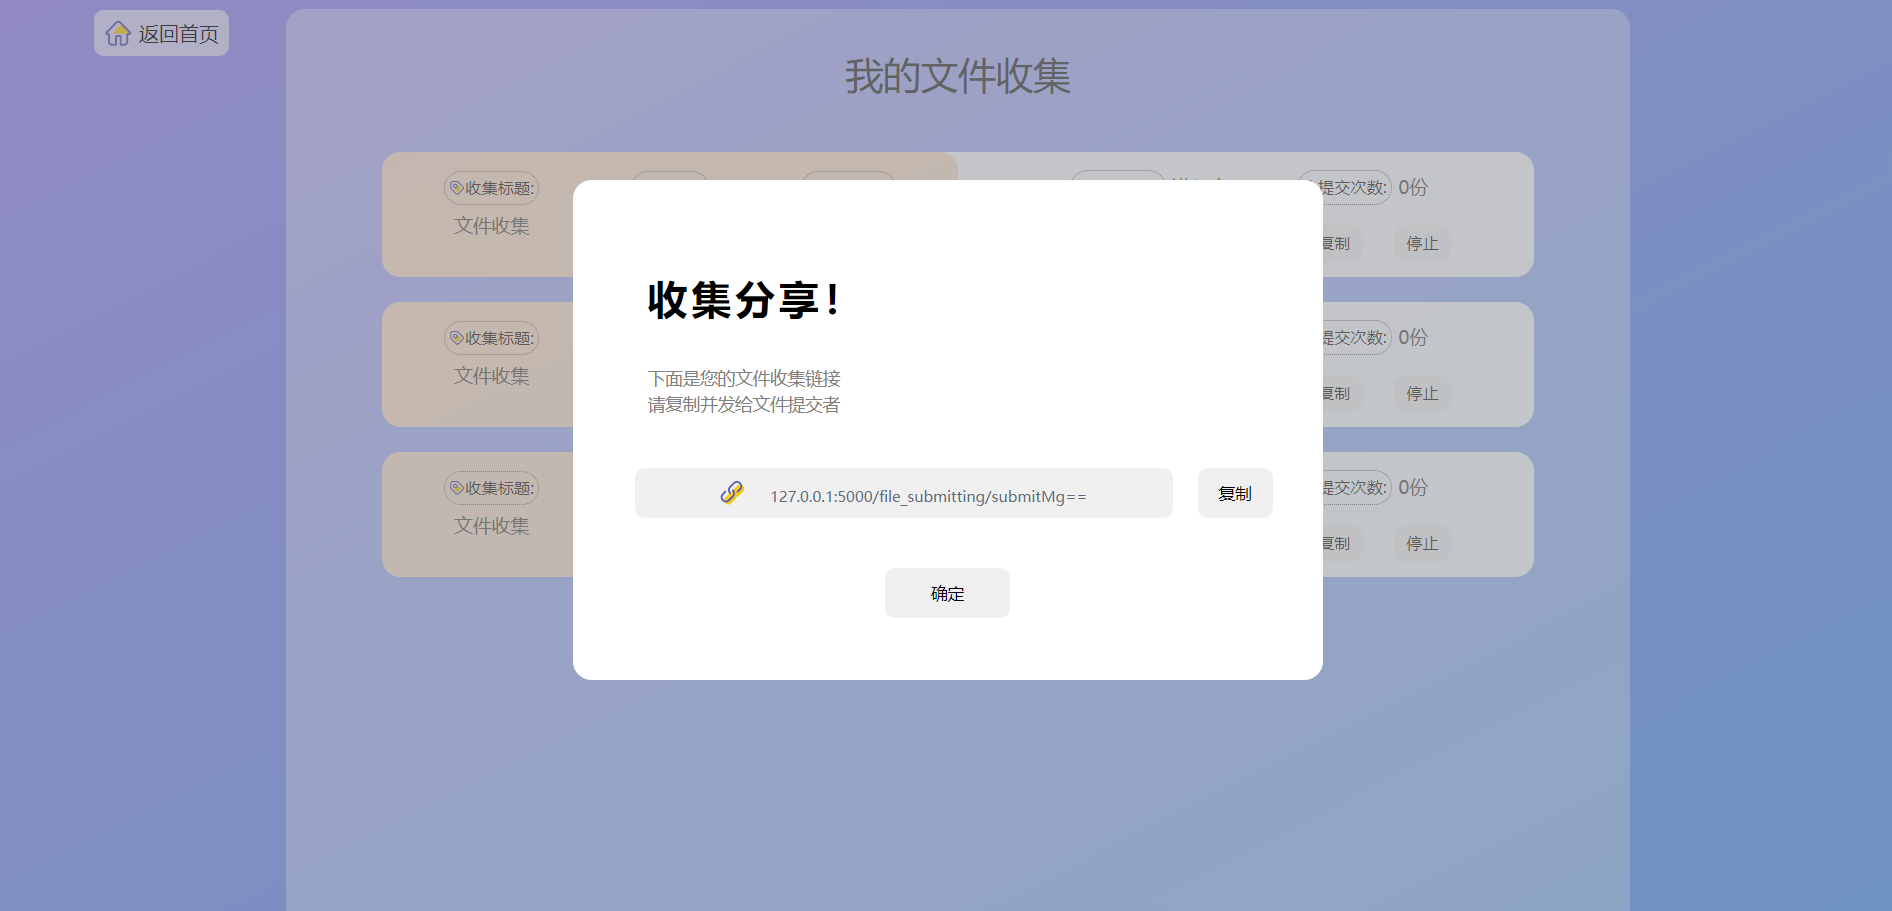 返回首页
我的文件收集
收集标题:
提交次数: 0份
文件收集
复制 停止
收集标题:
提交次数: 0份
文件收集
复制 停止
收集标题:
提交次数: 0份
文件收集
复制 停止
收集分享！
下面是您的文件收集链接
请复制并发给文件提交者
127.0.0.1:5000/file_submitting/submitMg==
复制
确定